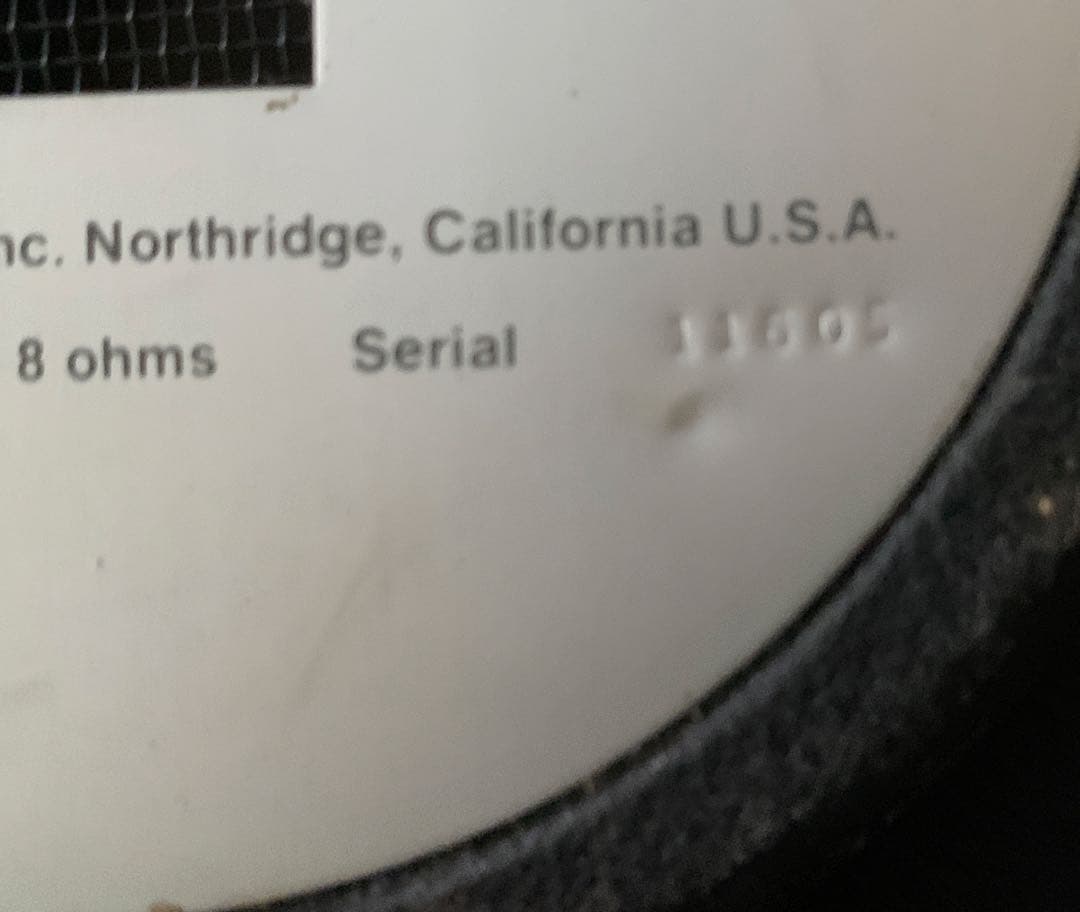 nc. Northridge, California U.S.A.
8 ohms Serial